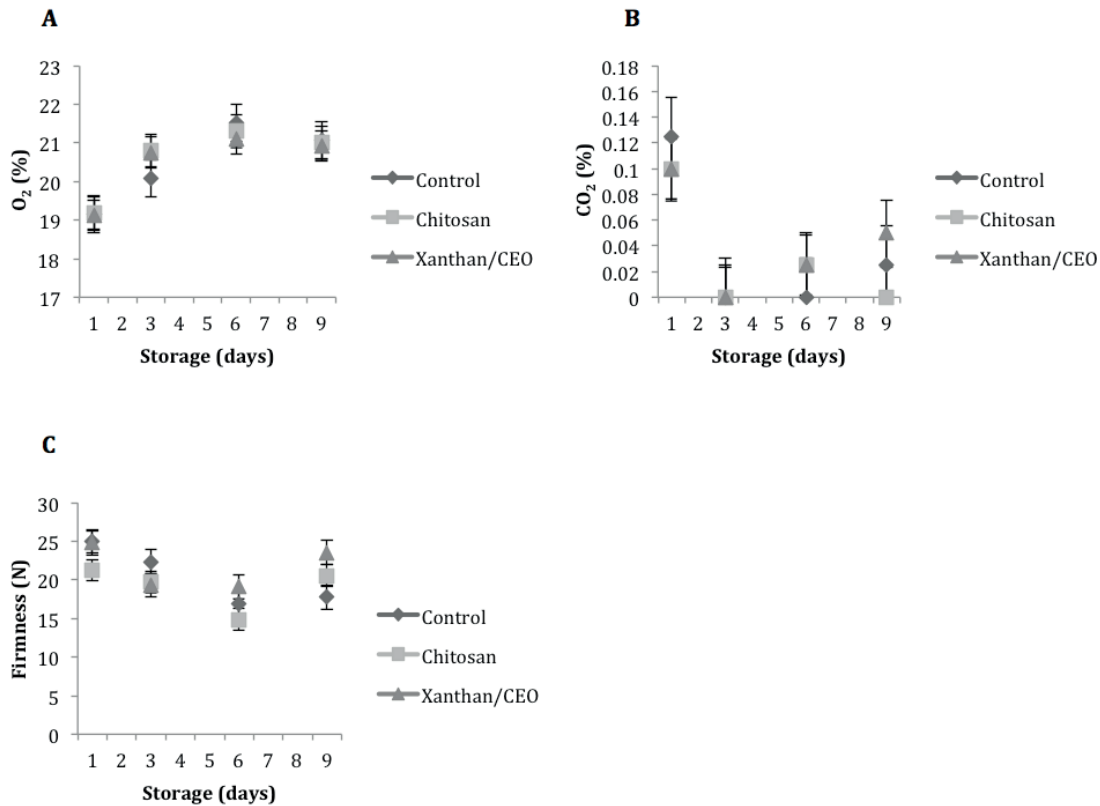 A
23
22
21
20
19
18
17
O2 (%)
1 2 3 4 5 6 7 8 9
Storage (days)
Control
Chitosan
Xanthan/CEO
B
0.18
0.16
0.14
0.12
0.1
0.08
0.06
0.04
0.02
0
CO2 (%)
1 2 3 4 5 6 7 8 9
Storage (days)
Control
Chitosan
Xanthan/CEO
C
30
25
20
15
10
5
0
Firmness (N)
1 2 3 4 5 6 7 8 9
Storage (days)
Control
Chitosan
Xanthan/CEO